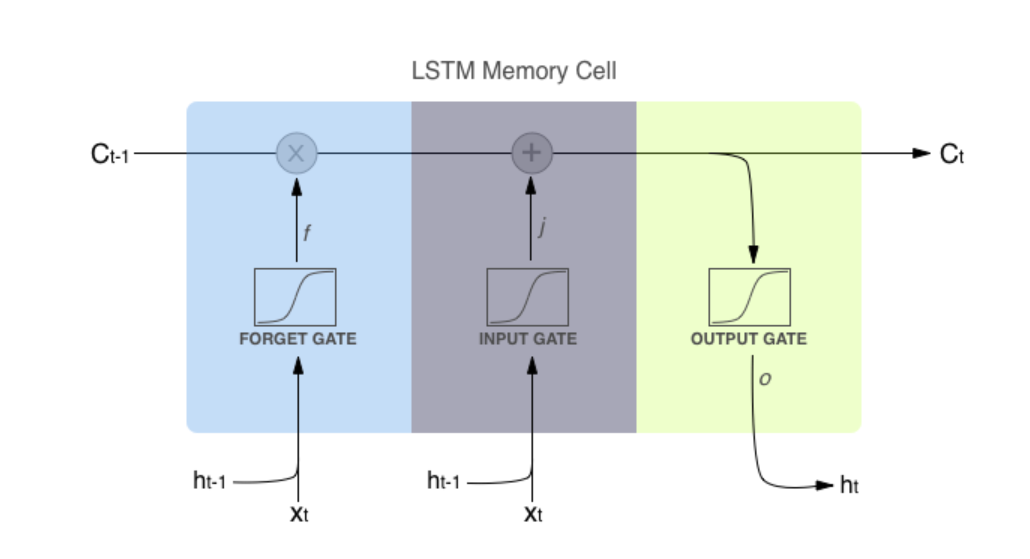 LSTM Memory Cell
Ct-1
X
+
Ct
f
j
FORGET GATE
INPUT GATE
OUTPUT GATE
o
ht-1
ht-1
ht
xt
xt